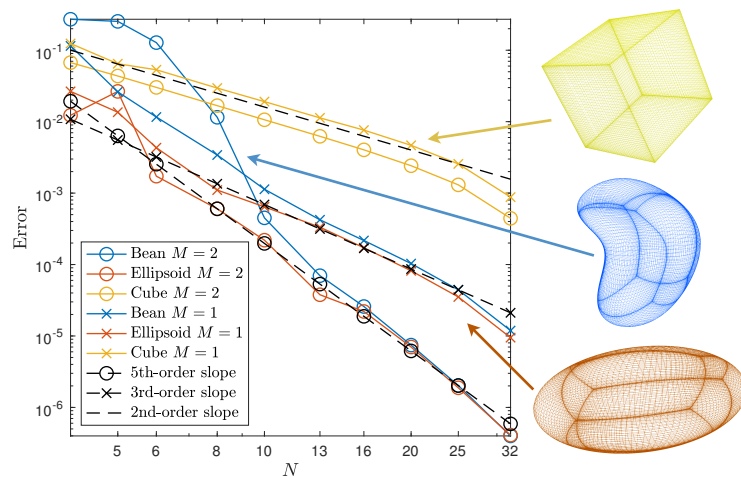 10^{-1}
10^{-2}
10^{-3}
10^{-4}
10^{-5}
10^{-6}
Error
Bean M = 2
Ellipsoid M = 2
Cube M = 2
Bean M = 1
Ellipsoid M = 1
Cube M = 1
5th-order slope
3rd-order slope
2nd-order slope
5 6 8 10 13 16 20 25 32
N